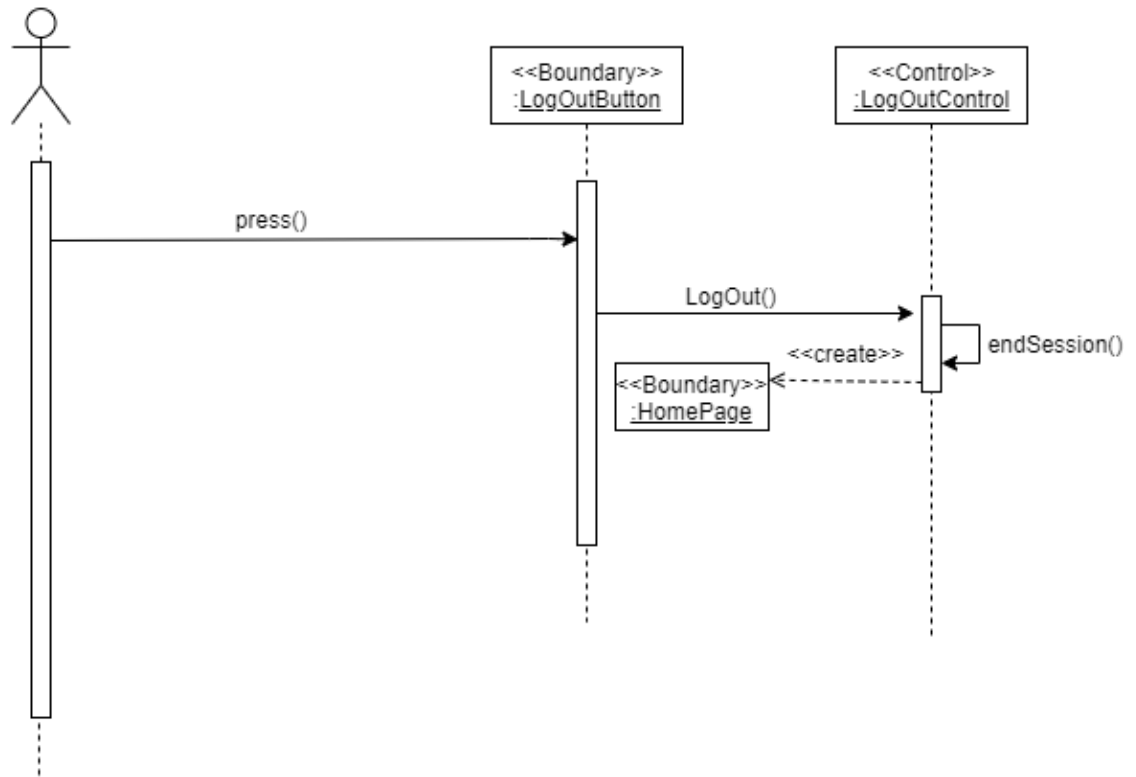 <<Boundary>>
:LogOutButton
<<Control>>
:LogOutControl
press()
LogOut()
endSession()
<<create>>
<<Boundary>>
:HomePage